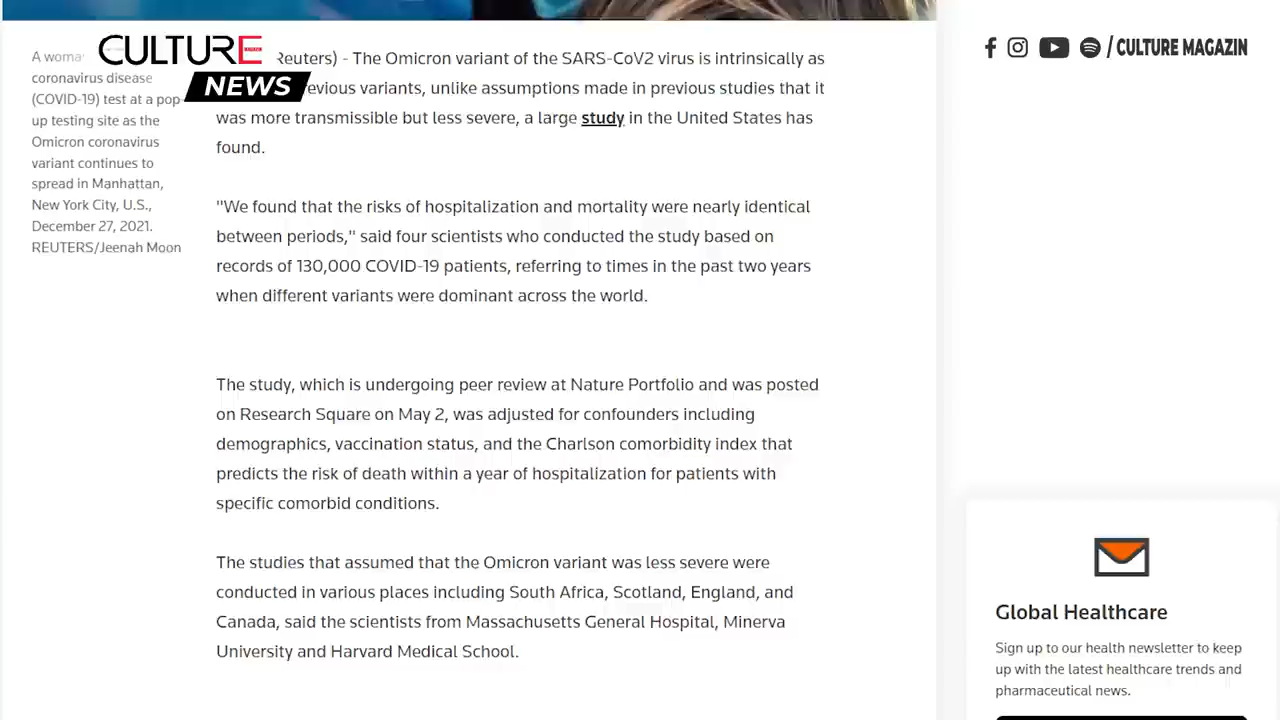 CULTURE
NEWS
/ CULTURE MAGAZIN
A woma
coronavirus disease
(COVID-19) test at a pop-
up testing site as the
Omicron coronavirus
variant continues to
spread in Manhattan,
New York City, U.S.,
December 27, 2021.
REUTERS/Jeenah Moon
Reuters) - The Omicron variant of the SARS-CoV2 virus is intrinsically as
evious variants, unlike assumptions made in previous studies that it
was more transmissible but less severe, a large study in the United States has
found.
"We found that the risks of hospitalization and mortality were nearly identical
between periods," said four scientists who conducted the study based on
records of 130,000 COVID-19 patients, referring to times in the past two years
when different variants were dominant across the world.
The study, which is undergoing peer review at Nature Portfolio and was posted
on Research Square on May 2, was adjusted for confounders including
demographics, vaccination status, and the Charlson comorbidity index that
predicts the risk of death within a year of hospitalization for patients with
specific comorbid conditions.
The studies that assumed that the Omicron variant was less severe were
conducted in various places including South Africa, Scotland, England, and
Canada, said the scientists from Massachusetts General Hospital, Minerva
University and Harvard Medical School.
Global Healthcare
Sign up to our health newsletter to keep
up with the latest healthcare trends and
pharmaceutical news.